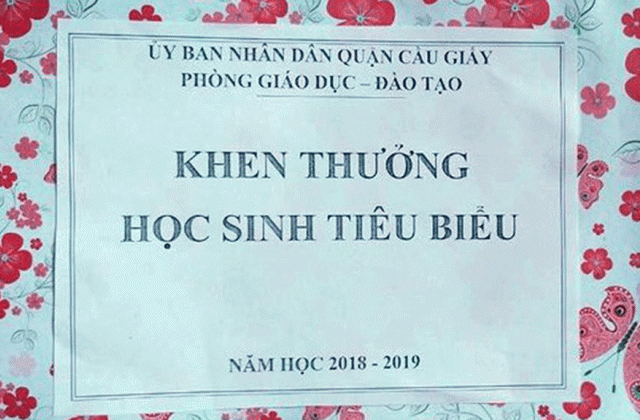 ỦY BAN NHÂN DÂN QUẬN CẦU GIẤY
PHÒNG GIÁO DỤC – ĐÀO TẠO
KHEN THƯỞNG
HỌC SINH TIÊU BIỂU
NĂM HỌC 2018 - 2019